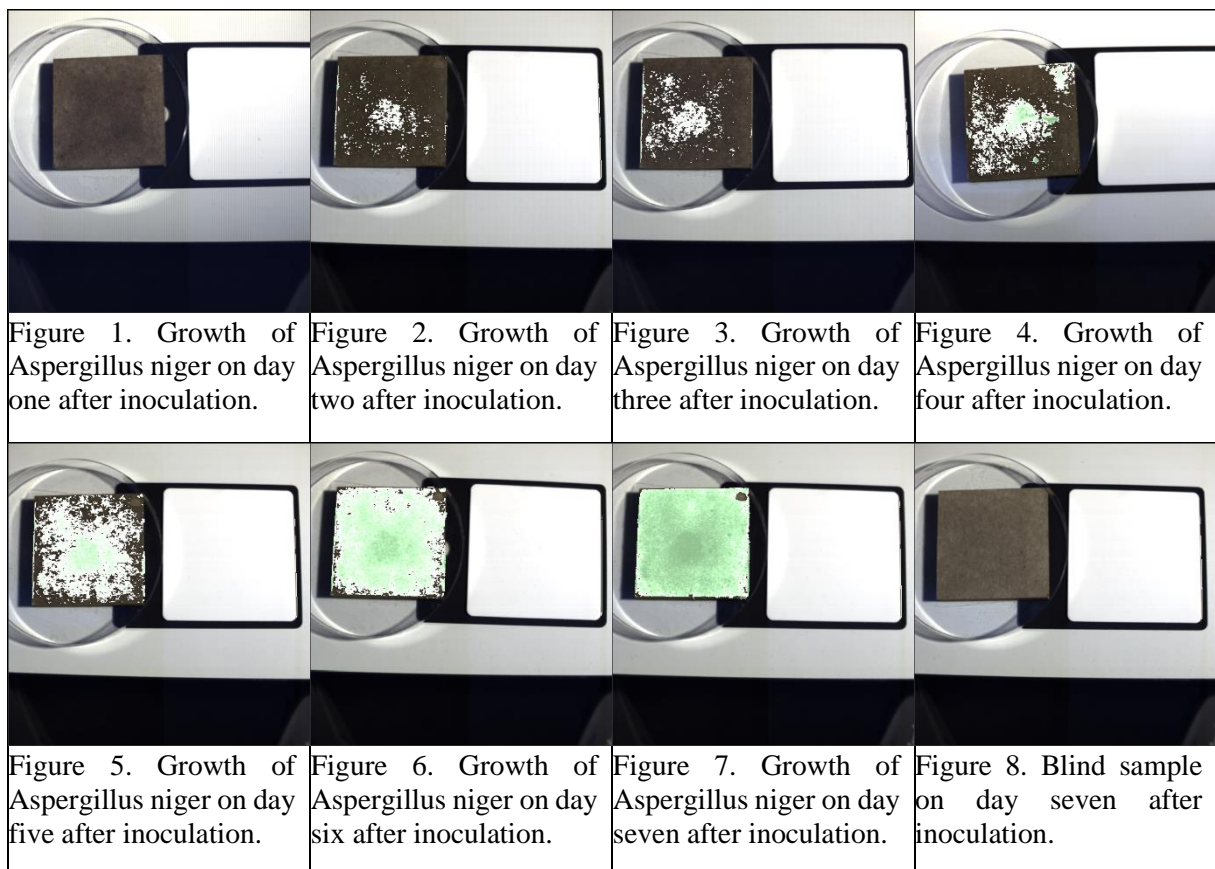 Figure 1. Growth of
Aspergillus niger on day
one after inoculation.
Figure 2. Growth of
Aspergillus niger on day
two after inoculation.
Figure 3. Growth of
Aspergillus niger on day
three after inoculation.
Figure 4. Growth of
Aspergillus niger on day
four after inoculation.
Figure 5. Growth of
Aspergillus niger on day
five after inoculation.
Figure 6. Growth of
Aspergillus niger on day
six after inoculation.
Figure 7. Growth of
Aspergillus niger on day
seven after inoculation.
Figure 8. Blind sample
on day seven after
inoculation.